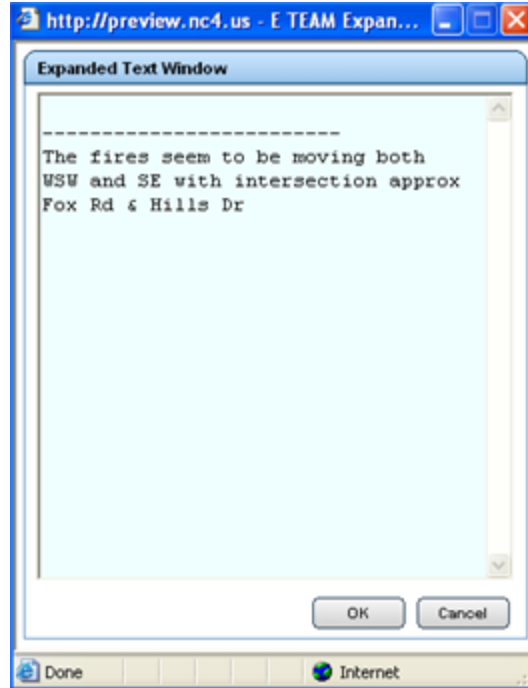 http://preview.nc4.us - E TEAM Expan...
Expanded Text Window
-------------------------
The fires seem to be moving both
WSW and SE with intersection approx
Fox Rd & Hills Dr
OK Cancel
Done Internet